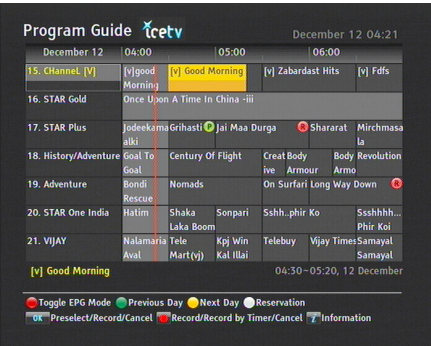 Program Guide icetv December 12 04:21
December 12 04:00 05:00 06:00
15. CHanneL [V] [v]good [v] Good Morning [v] Zabardast Hits [v] Fdfs
Morning
16. STAR Gold Once Upon A Time In China -iii
17. STAR Plus Jodeekama Grihasti P Jai Maa Durga R Shararat Mirchmasa
alki la
18. History/Adventure Goal To Century Of Flight Creat Body Body Revolution
Goal ive Armour Armo
19. Adventure Bondi Nomads On Surfari Long Way Down R
Rescue
20. STAR One India Hatim Shaka Sonpari Sshh..phir Ko Ssshhhh...
Laka Boom Phir Koi
21. VIJAY Nalamaria Tele Kpj Win Telebuy Vijay Times Samayal
Aval Mart(vj) Kal Illai Samayal
[v] Good Morning 04:30~05:20, 12 December
Toggle EPG Mode Previous Day Next Day Reservation
OK Preselect/Record/Cancel Record/Record by Timer/Cancel i Information